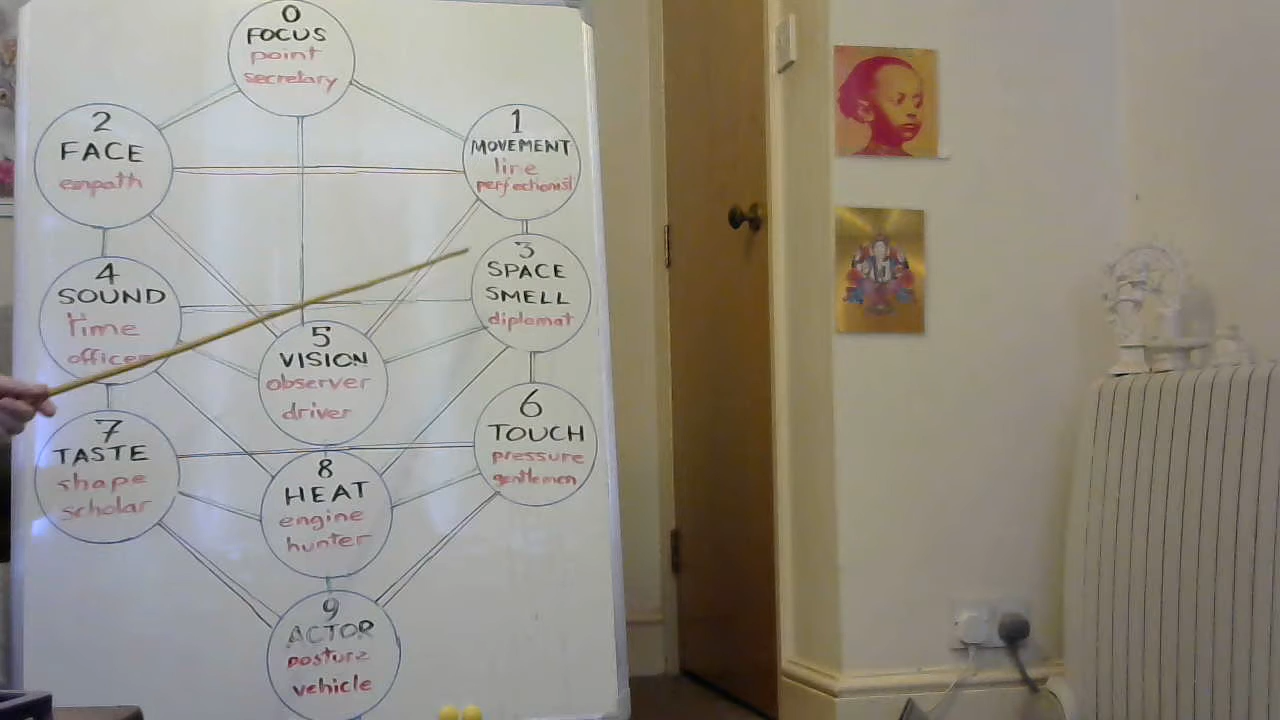 0
FOCUS
point
secretary
2
FACE
empath
1
MOVEMENT
line
perfectionist
4
SOUND
time
officer
3
SPACE
SMELL
diplomat
5
VISION
observer
driver
7
TASTE
shape
scholar
6
TOUCH
pressure
gentlemen
8
HEAT
engine
hunter
9
ACTOR
posture
vehicle